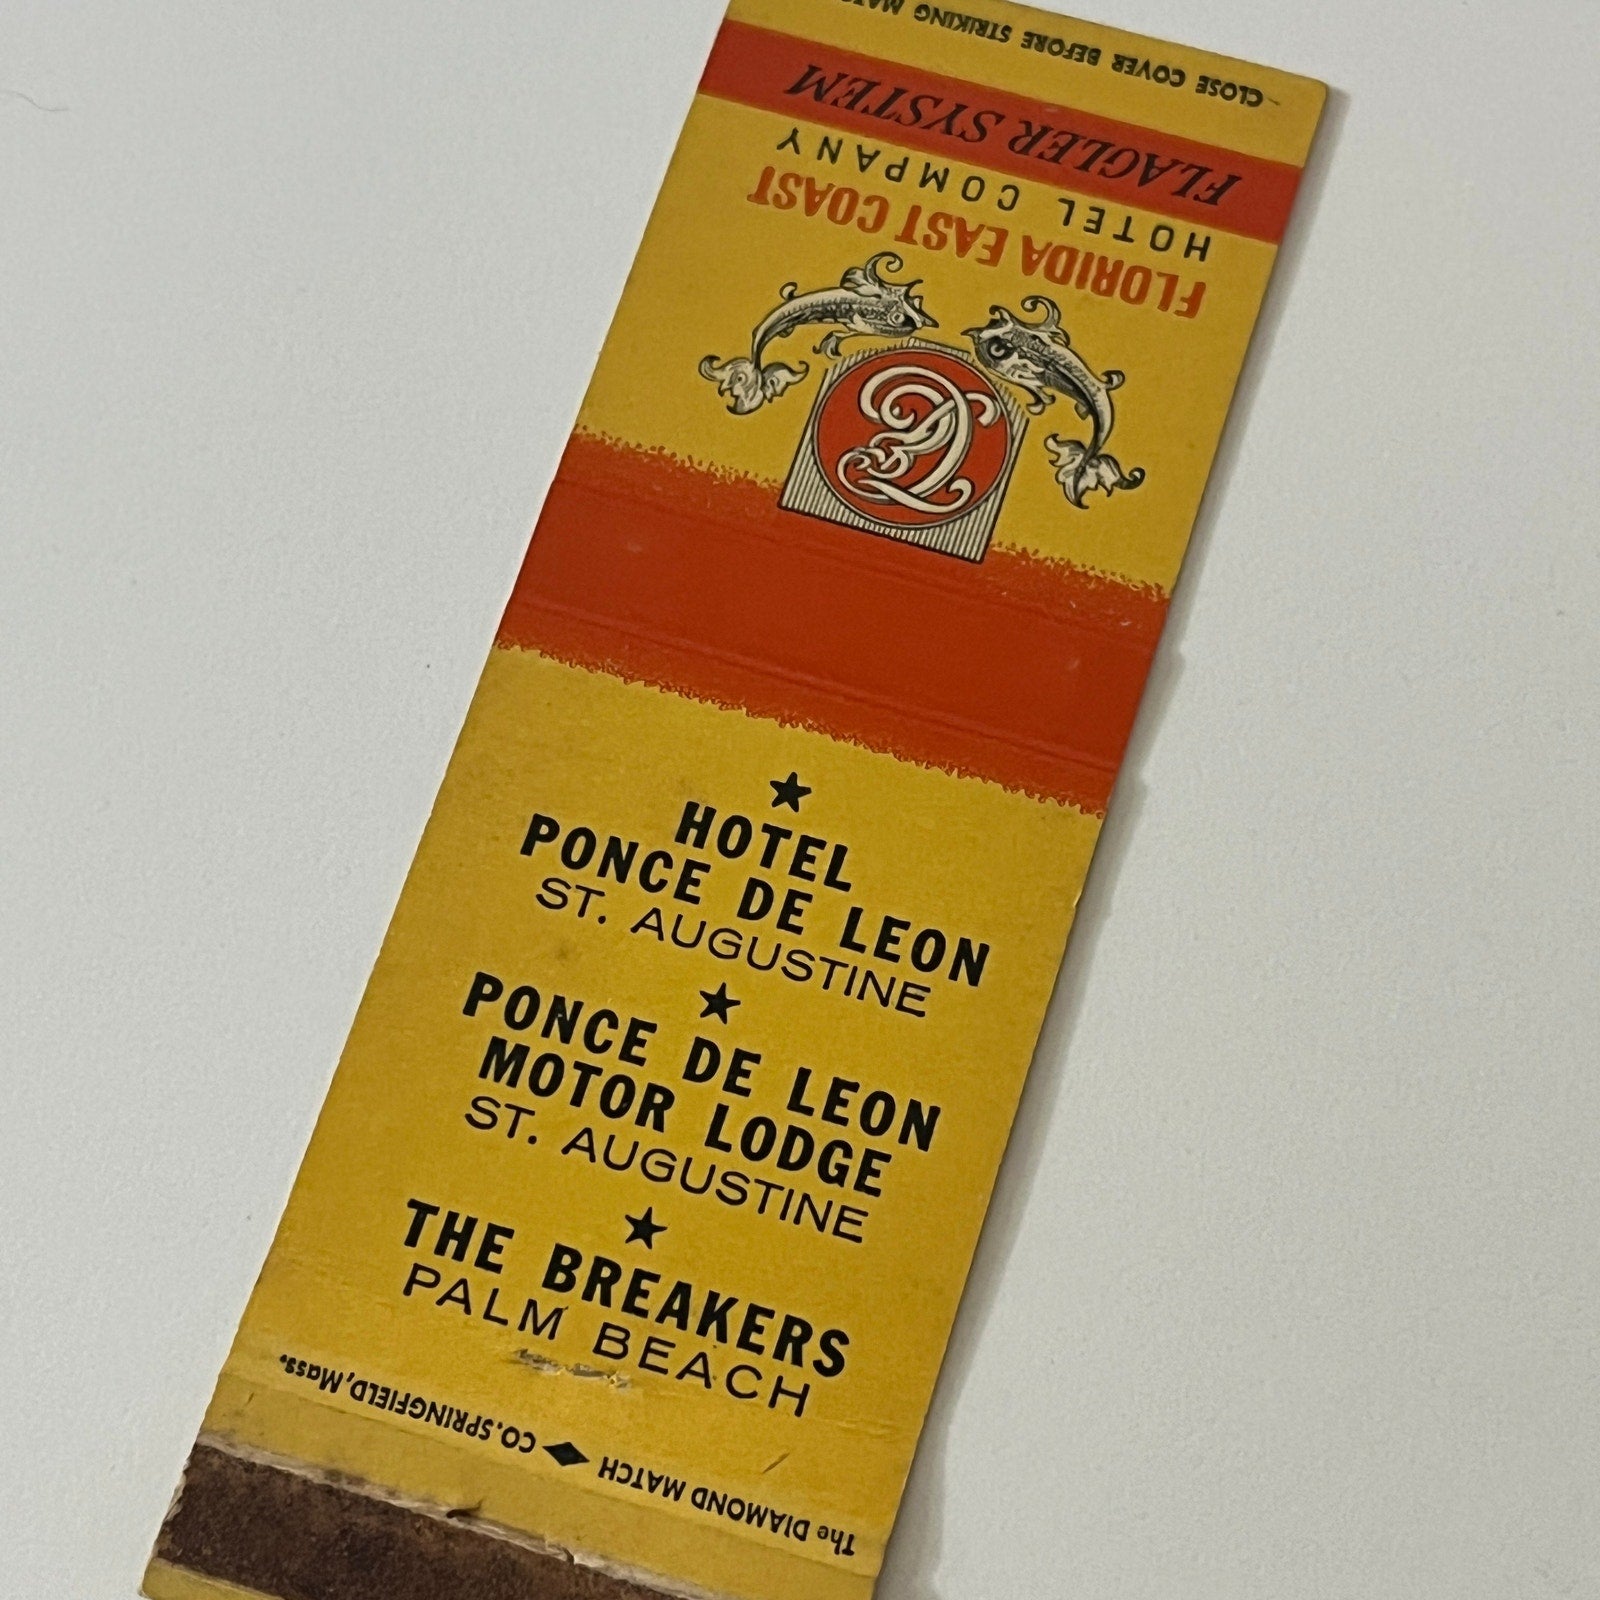 CLOSE COVER BEFORE STRIKING
FLAGLER SYSTEM
HOTEL COMPANY
FLORIDA EAST COAST
HOTEL
PONCE DE LEON
ST. AUGUSTINE
PONCE DE LEON
MOTOR LODGE
ST. AUGUSTINE
THE BREAKERS
PALM BEACH
The DIAMOND MATCH CO. SPRINGFIELD, Mass.